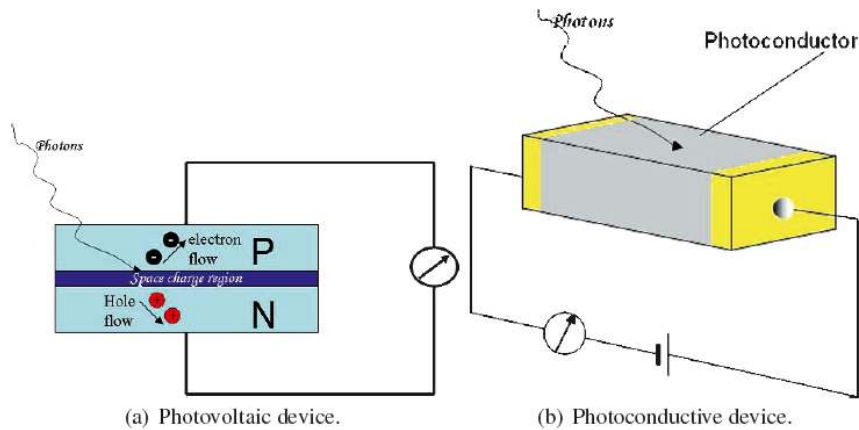 Photons
Photoconductor
Photons
electron
flow
P
Space charge region
Hole
flow
N
(a) Photovoltaic device.
(b) Photoconductive device.